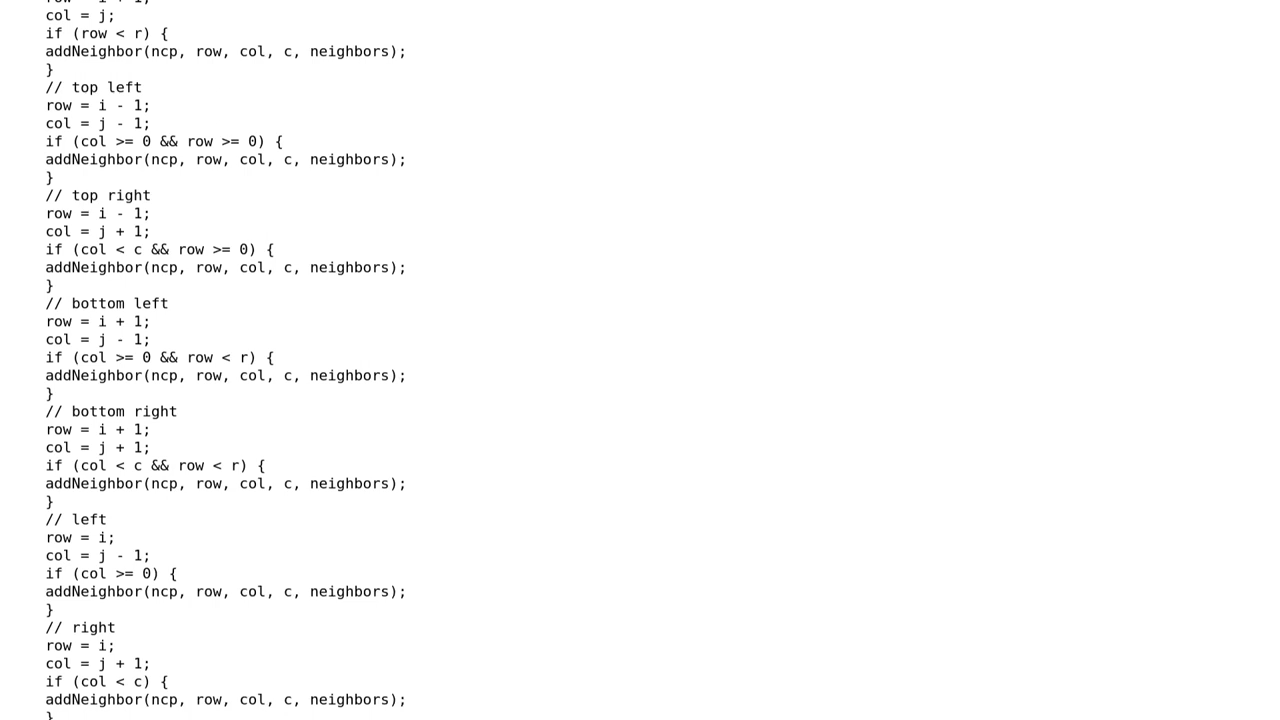 row = i + 1;
col = j;
if (row < r) {
addNeighbor(ncp, row, col, c, neighbors);
}
// top left
row = i - 1;
col = j - 1;
if (col >= 0 && row >= 0) {
addNeighbor(ncp, row, col, c, neighbors);
}
// top right
row = i - 1;
col = j + 1;
if (col < c && row >= 0) {
addNeighbor(ncp, row, col, c, neighbors);
}
// bottom left
row = i + 1;
col = j - 1;
if (col >= 0 && row < r) {
addNeighbor(ncp, row, col, c, neighbors);
}
// bottom right
row = i + 1;
col = j + 1;
if (col < c && row < r) {
addNeighbor(ncp, row, col, c, neighbors);
}
// left
row = i;
col = j - 1;
if (col >= 0) {
addNeighbor(ncp, row, col, c, neighbors);
}
// right
row = i;
col = j + 1;
if (col < c) {
addNeighbor(ncp, row, col, c, neighbors);
}